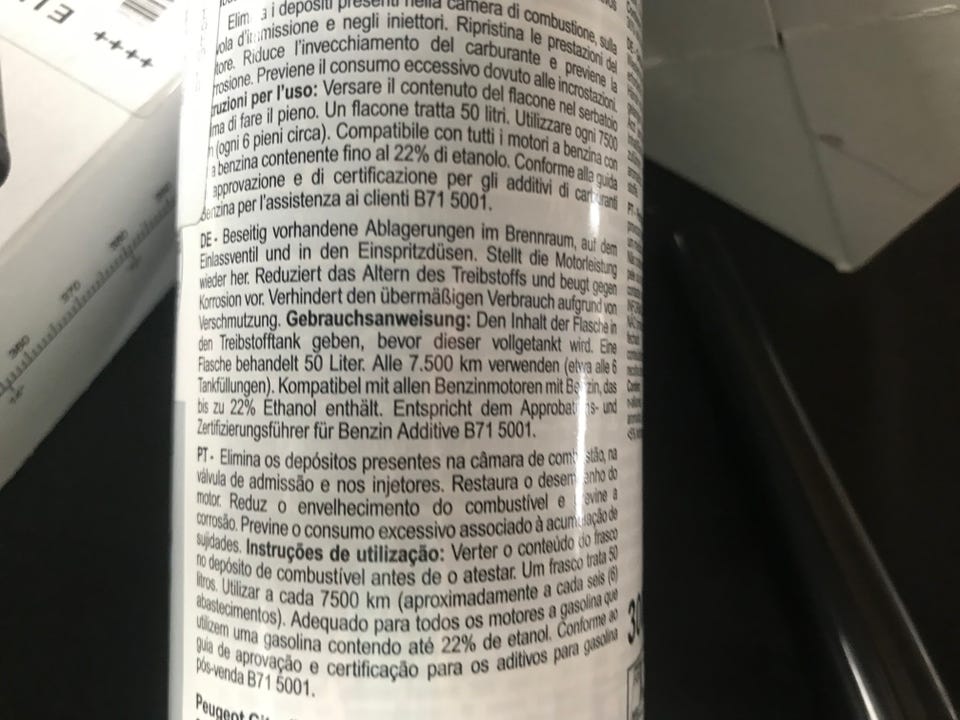 i depositi presenti nella camera di combustione, sulla
missione e negli iniettori. Ripristina le prestazioni del
Riduce l'invecchiamento del carburante e previene la
Previene il consumo eccessivo dovuto alle incrostazioni.
per l'uso: Versare il contenuto del flacone nel serbatoio
di fare il pieno. Un flacone tratta 50 litri. Utilizzare ogni 7500
(ogni 6 pieni circa). Compatibile con tutti i motori a benzina con
benzina contenente fino al 22% di etanolo. Conforme alla guida
approvazione e di certificazione per gli additivi di carburanti
benzina per l'assistenza ai clienti B71 5001.
DE - Beseitig vorhandene Ablagerungen im Brennraum, auf dem
Einlassventil und in den Einspritzdüsen. Stellt die Motorleistung
wieder her. Reduziert das Altern des Treibstoffs und beugt gegen
Korrosion vor. Verhindert den übermäßigen Verbrauch aufgrund von
Verschmutzung. Gebrauchsanweisung: Den Inhalt der Flasche in
den Treibstofftank geben, bevor dieser vollgetankt wird. Eine
Flasche behandelt 50 Liter. Alle 7.500 km verwenden (etwa alle 6
Tankfüllungen). Kompatibel mit allen Benzinmotoren mit Benzin, das
bis zu 22% Ethanol enthält. Entspricht dem Approbations- und
Zertifizierungsführer für Benzin Additive B71 5001.
PT - Elimina os depósitos presentes na câmara de combustão, na
válvula de admissão e nos injetores. Restaura o desempenho do
motor. Reduz o envelhecimento do combustível e previne a
corrosão. Previne o consumo excessivo associado à acumulação de
sujidades. Instruções de utilização: Verter o conteúdo do frasco
no depósito de combustível antes de o atestar. Um frasco trata 50
litros. Utilizar a cada 7500 km (aproximadamente a cada seis (6)
abastecimentos). Adequado para todos os motores a gasolina que
utilizem uma gasolina contendo até 22% de etanol. Conforme ao
guia de aprovação e certificação para os aditivos para gasolina
pós-venda B71 5001.
Peugeot
30
++++
380
370
360